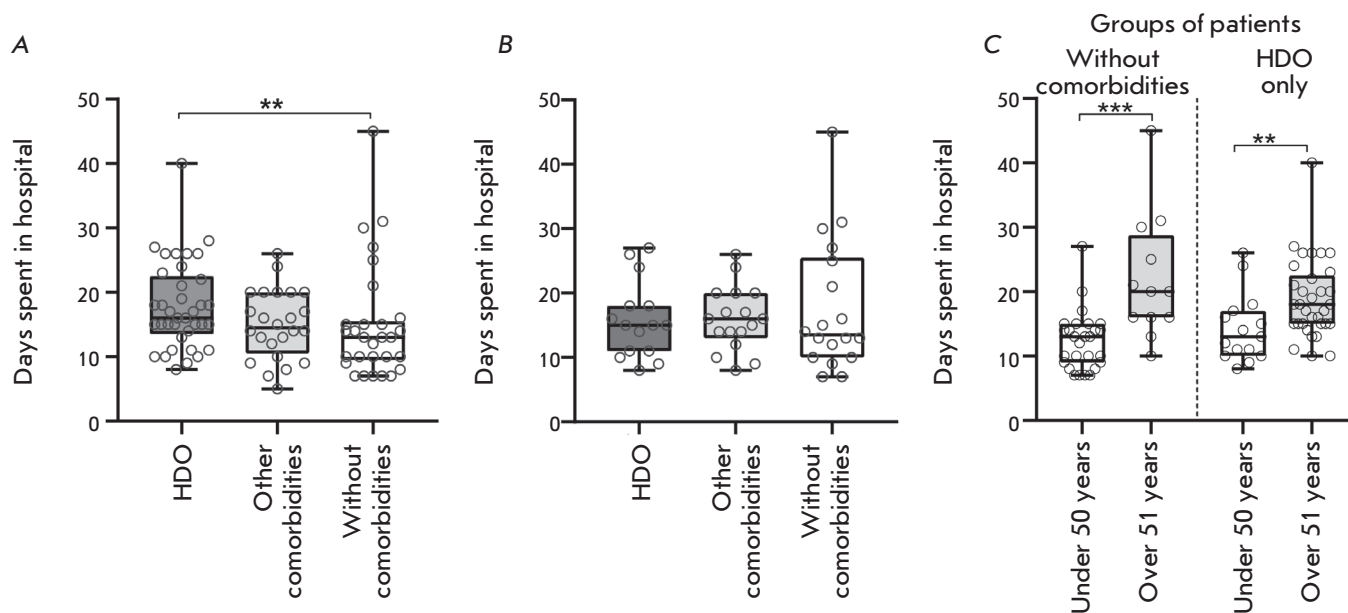 A
Days spent in hospital
50
40
30
20
10
0
**
HDO
Other
comorbidities
Without
comorbidities
B
Days spent in hospital
50
40
30
20
10
0
HDO
Other
comorbidities
Without
comorbidities
C
Groups of patients
Without
comorbidities
HDO
only
Days spent in hospital
50
40
30
20
10
0
***
**
Under 50 years
Over 51 years
Under 50 years
Over 51 years